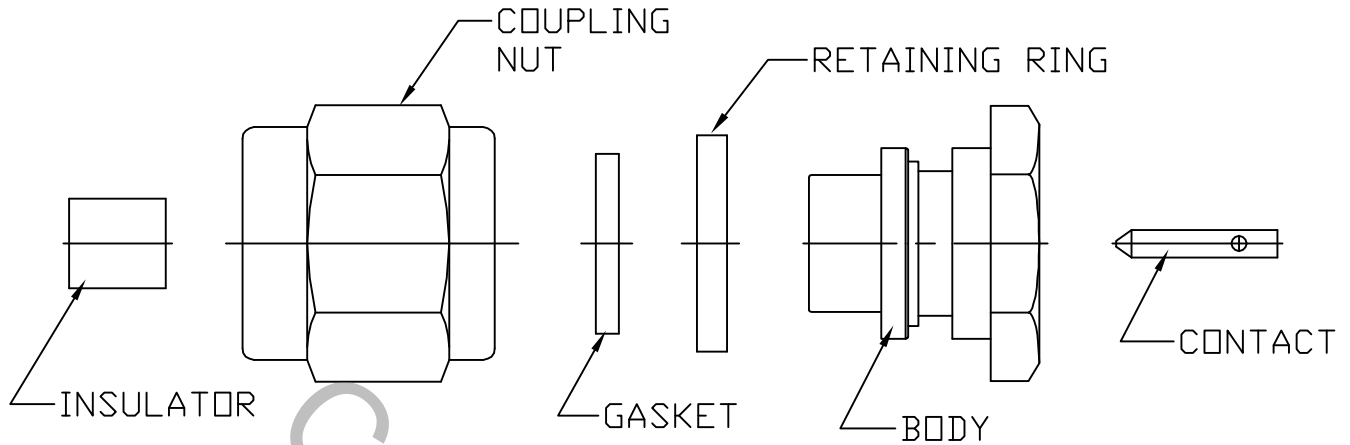 COUPLING
NUT
RETAINING RING
INSULATOR
GASKET
BODY
CONTACT